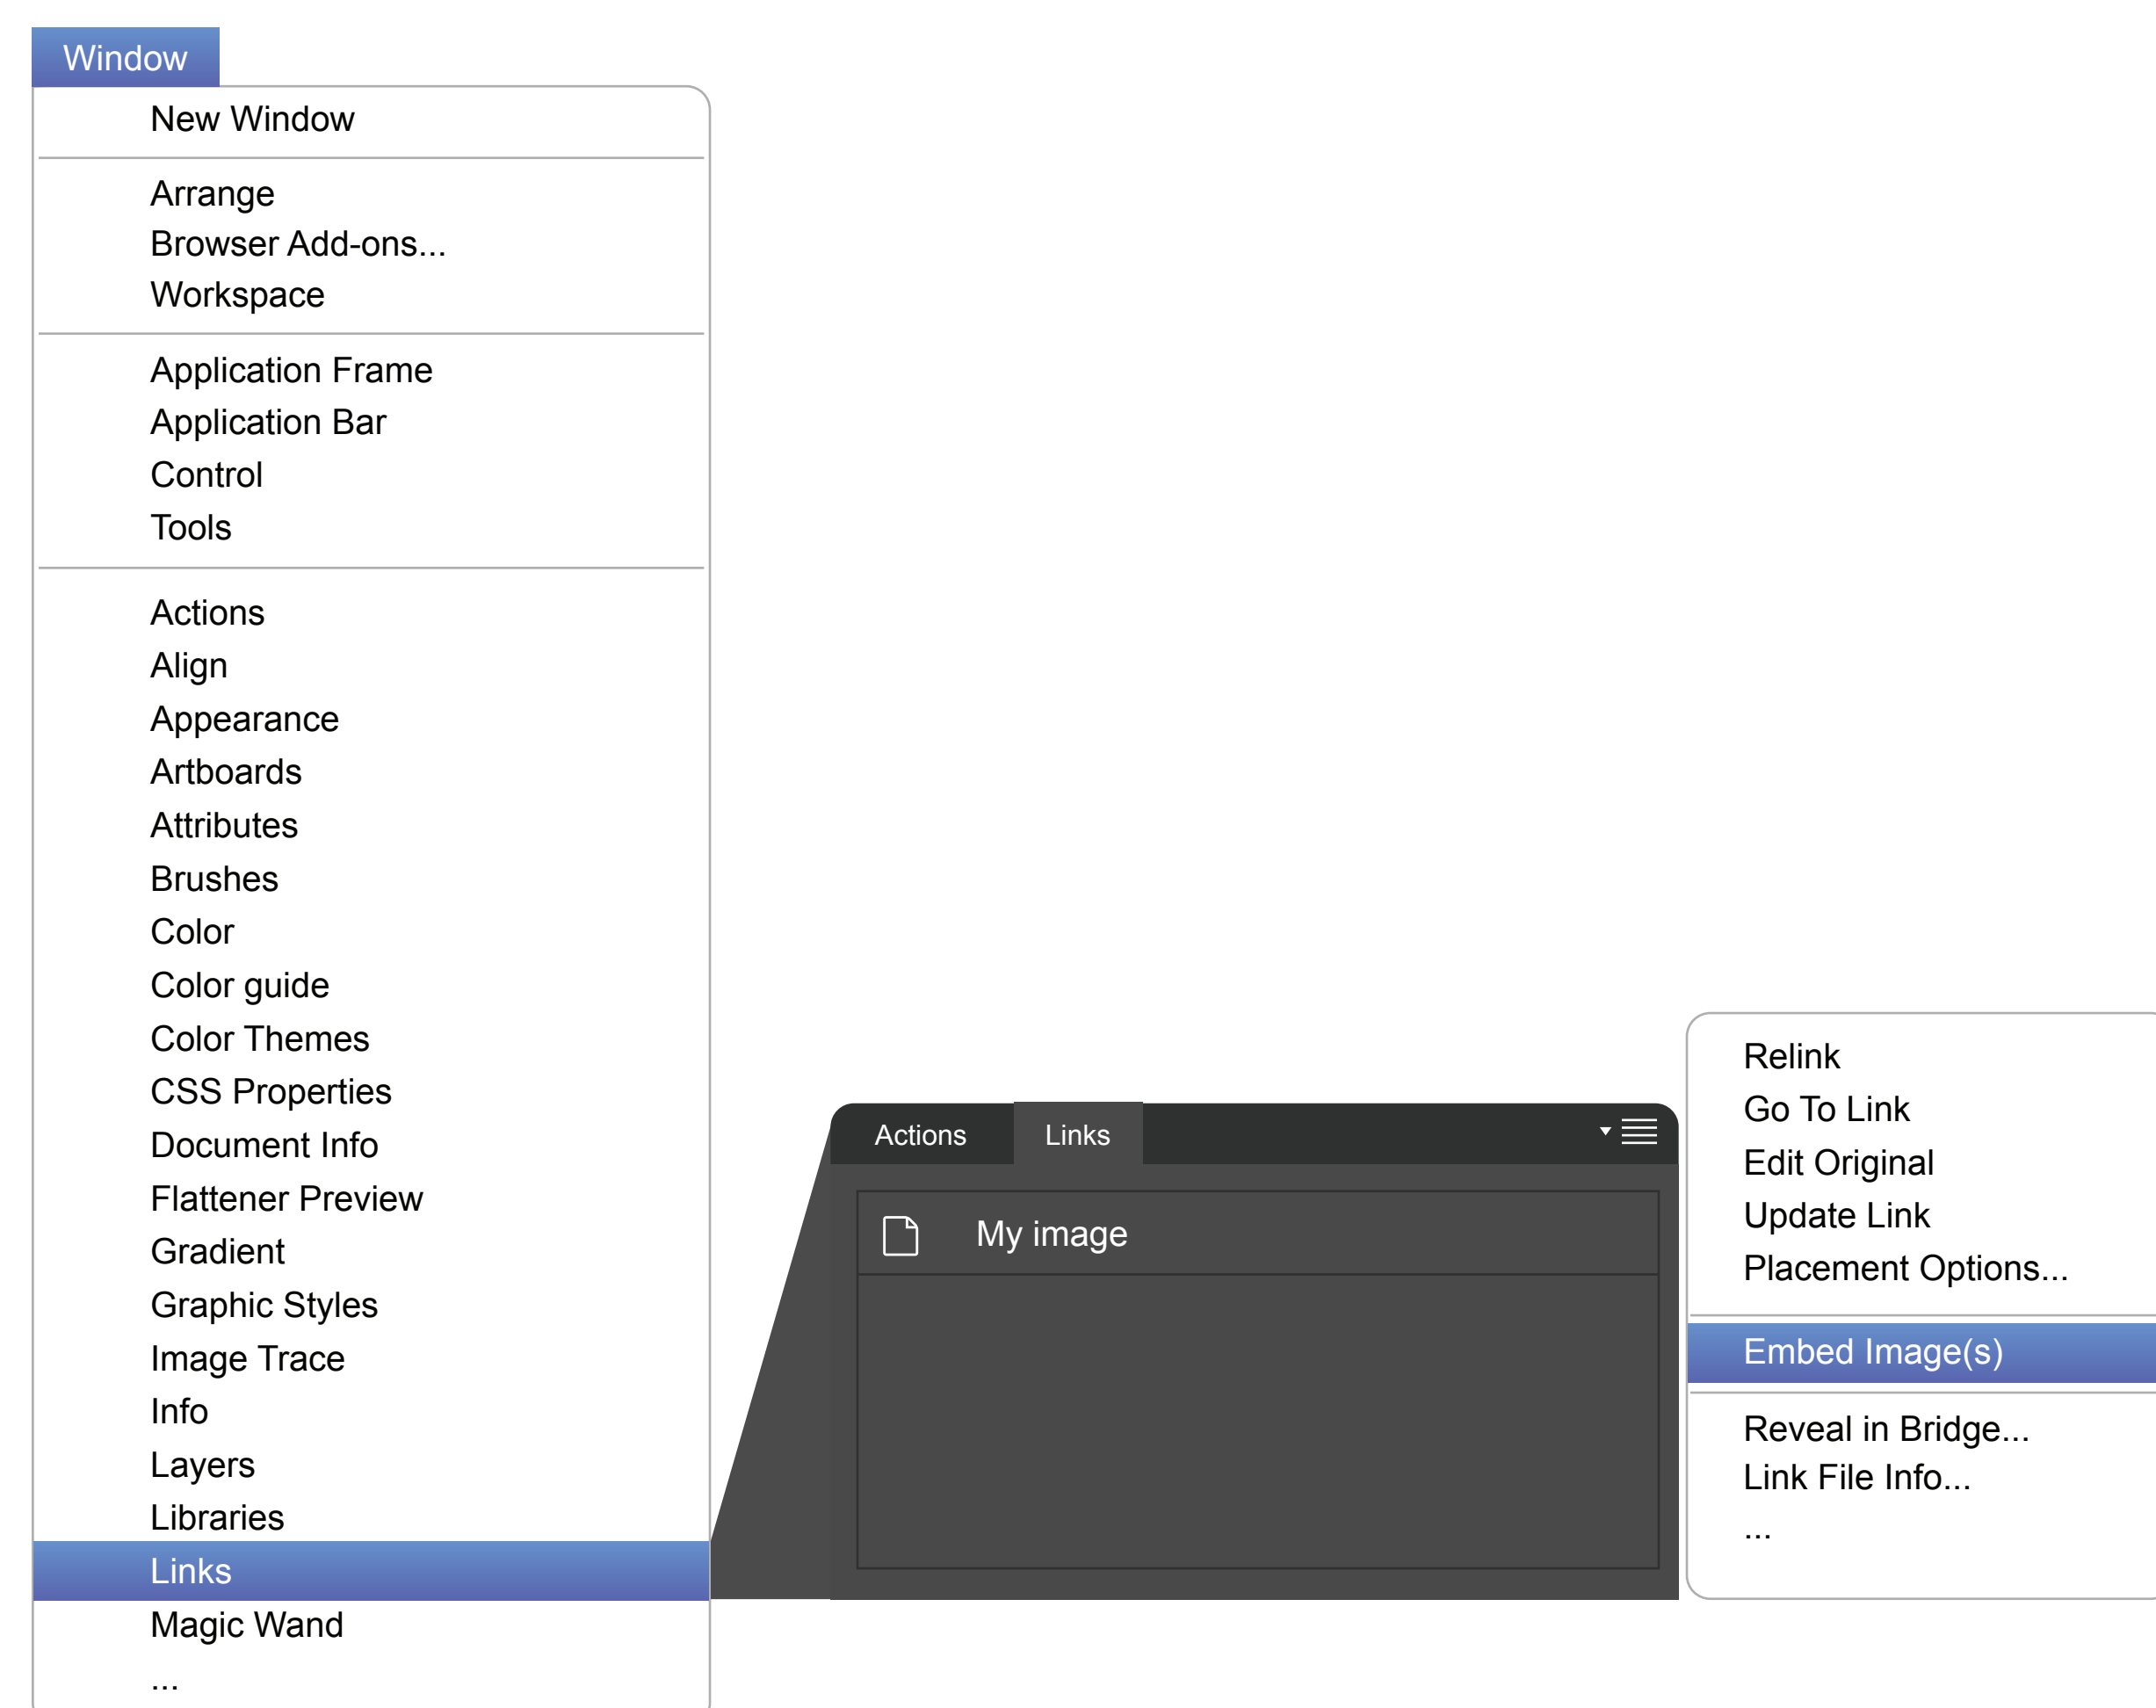 Window
New Window
Arrange
Browser Add-ons...
Workspace
Application Frame
Application Bar
Control
Tools
Actions
Align
Appearance
Artboards
Attributes
Brushes
Color
Color guide
Color Themes
CSS Properties
Document Info
Flattener Preview
Gradient
Graphic Styles
Image Trace
Info
Layers
Libraries
Links
Magic Wand
...
Actions Links
My image
Relink
Go To Link
Edit Original
Update Link
Placement Options...
Embed Image(s)
Reveal in Bridge...
Link File Info...
...